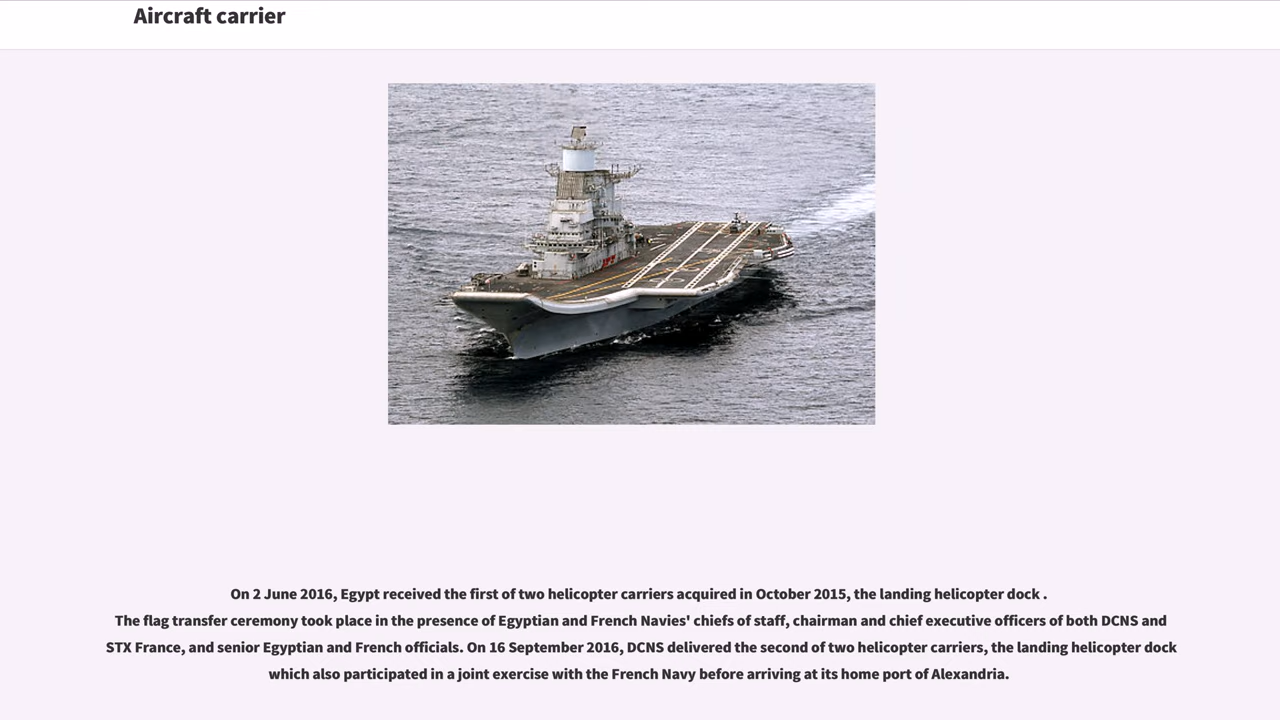 Aircraft carrier
On 2 June 2016, Egypt received the first of two helicopter carriers acquired in October 2015, the landing helicopter dock .
The flag transfer ceremony took place in the presence of Egyptian and French Navies' chiefs of staff, chairman and chief executive officers of both DCNS and
STX France, and senior Egyptian and French officials. On 16 September 2016, DCNS delivered the second of two helicopter carriers, the landing helicopter dock
which also participated in a joint exercise with the French Navy before arriving at its home port of Alexandria.